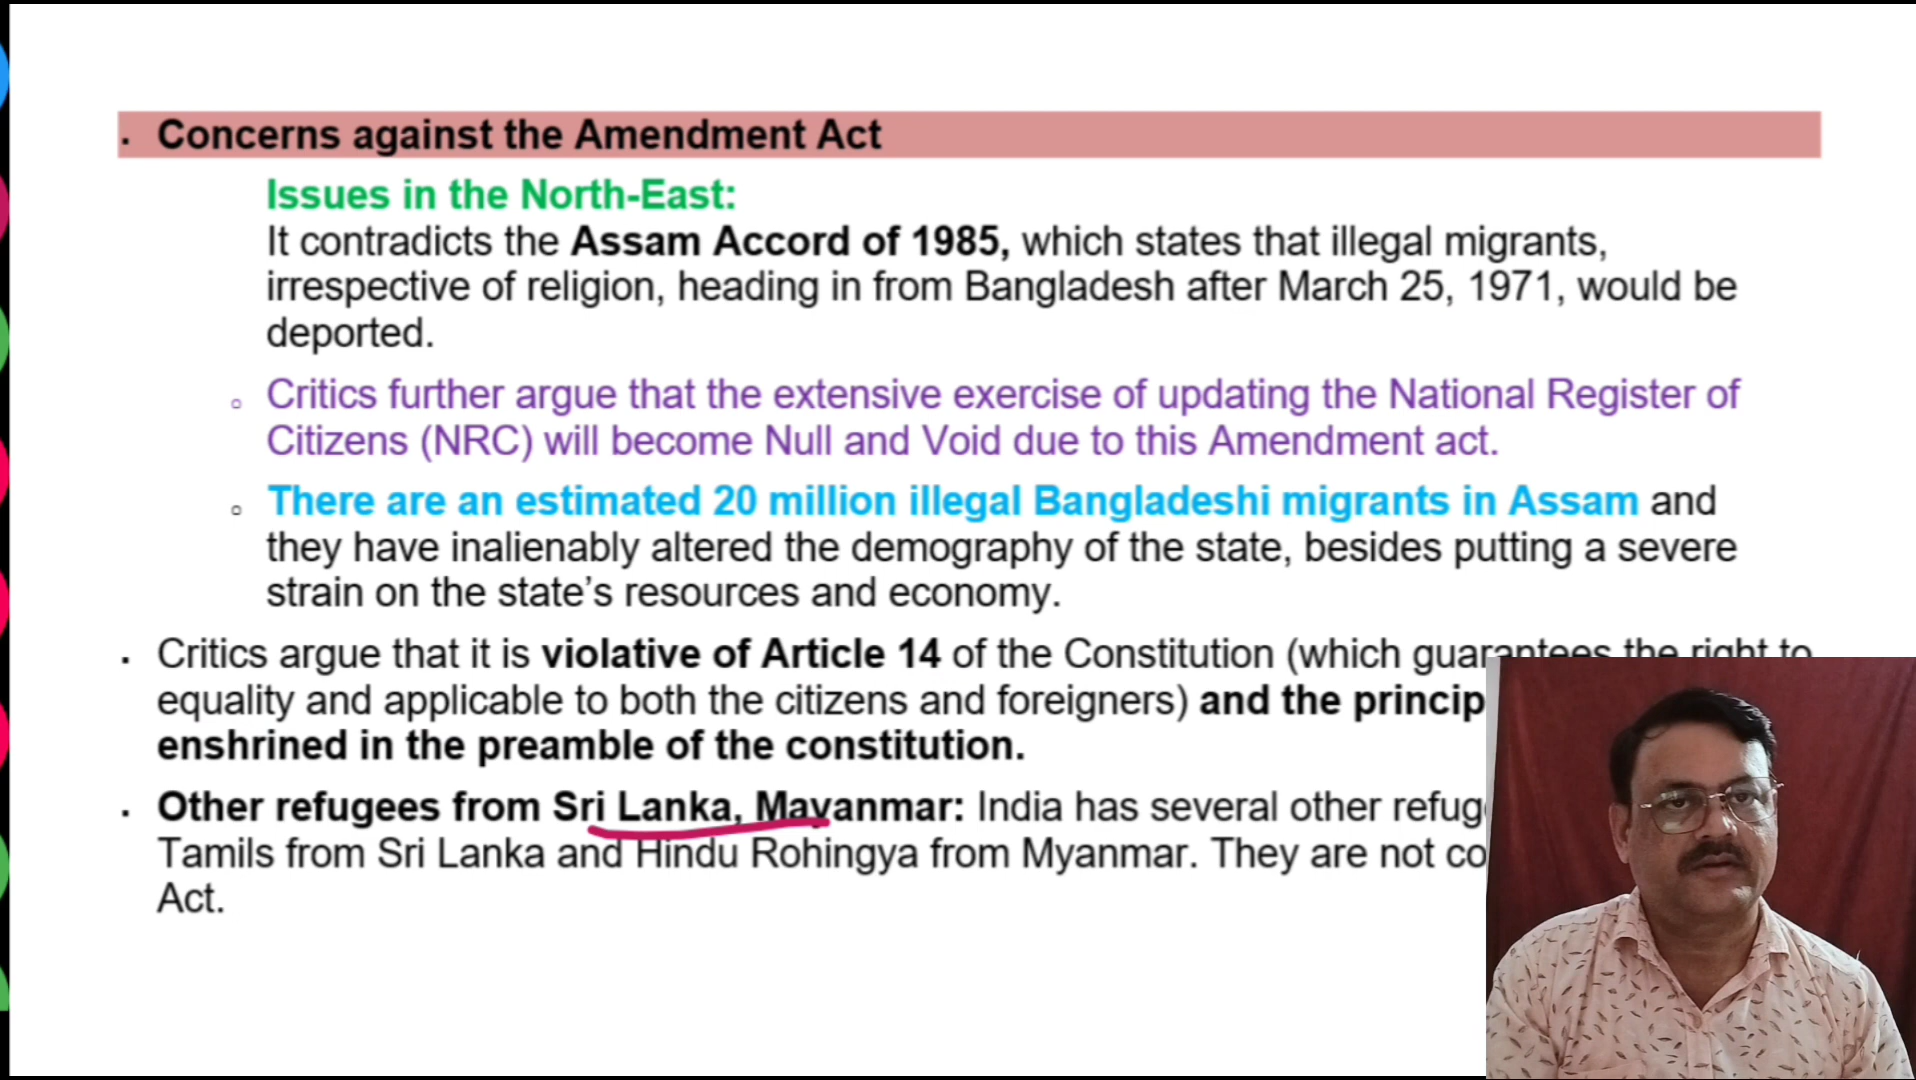 Concerns against the Amendment Act
Issues in the North-East:
It contradicts the Assam Accord of 1985, which states that illegal migrants,
irrespective of religion, heading in from Bangladesh after March 25, 1971, would be
deported.
Critics further argue that the extensive exercise of updating the National Register of
Citizens (NRC) will become Null and Void due to this Amendment act.
There are an estimated 20 million illegal Bangladeshi migrants in Assam and
they have inalienably altered the demography of the state, besides putting a severe
strain on the state’s resources and economy.
Critics argue that it is violative of Article 14 of the Constitution (which guarantees the right to
equality and applicable to both the citizens and foreigners) and the
enshrined in the preamble of the constitution.
Other refugees from Sri Lanka, Mayanmar: India has several other
Tamils from Sri Lanka and Hindu Rohingya from Myanmar. They are not
Act.